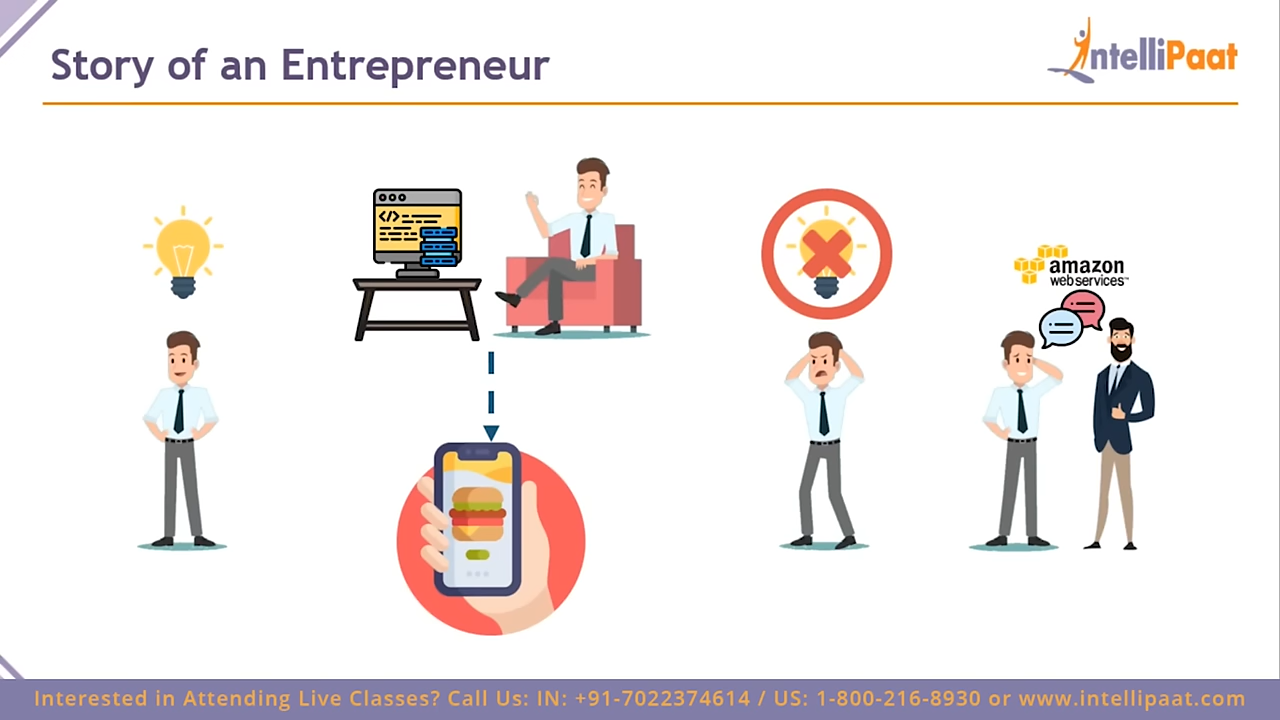 Story of an Entrepreneur
IntelliPaat
</>
amazon
webservices™
Interested in Attending Live Classes? Call Us: IN: +91-7022374614 / US: 1-800-216-8930 or www.intellipaat.com